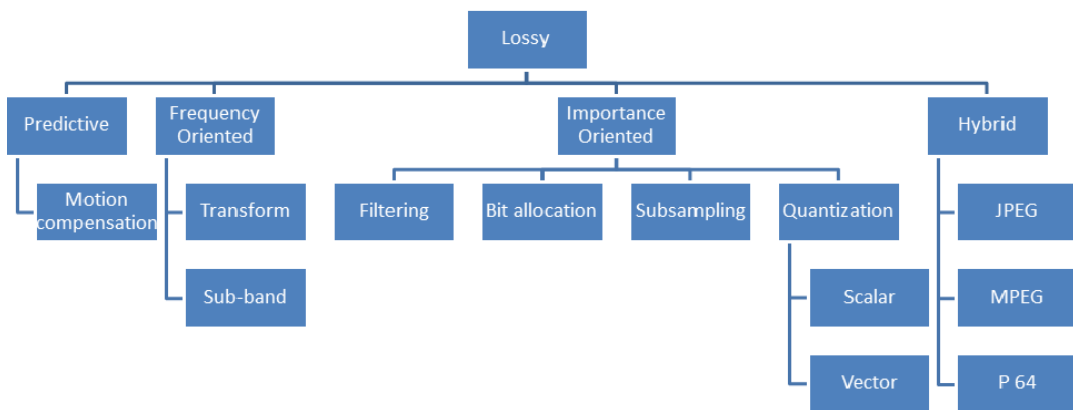 Lossy
Predictive
Frequency
Oriented
Importance
Oriented
Hybrid
Motion
compensation
Transform
Filtering
Bit allocation
Subsampling
Quantization
JPEG
Sub-band
Scalar
MPEG
Vector
P 64